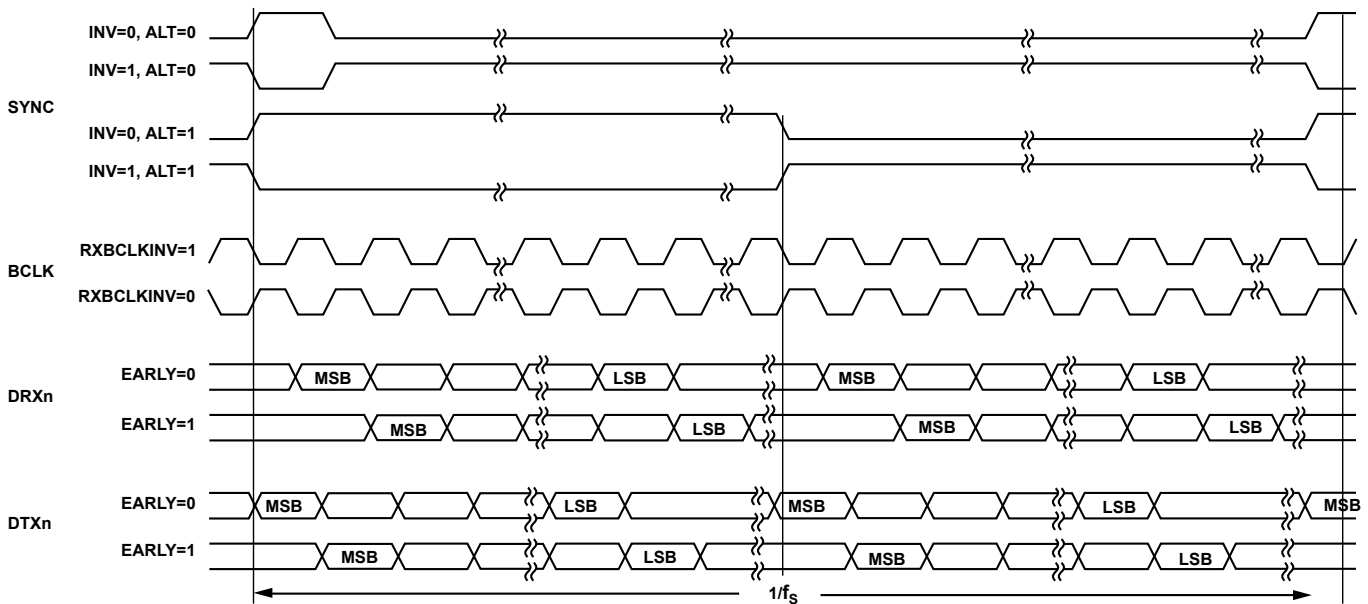 INV=0, ALT=0
INV=1, ALT=0
SYNC
INV=0, ALT=1
INV=1, ALT=1
RXBCLKINV=1
BCLK
RXBCLKINV=0
EARLY=0 MSB LSB MSB LSB
DRXn
EARLY=1 MSB LSB MSB LSB
EARLY=0 MSB LSB MSB LSB MSB
DTXn
EARLY=1 MSB LSB MSB LSB
1/fS